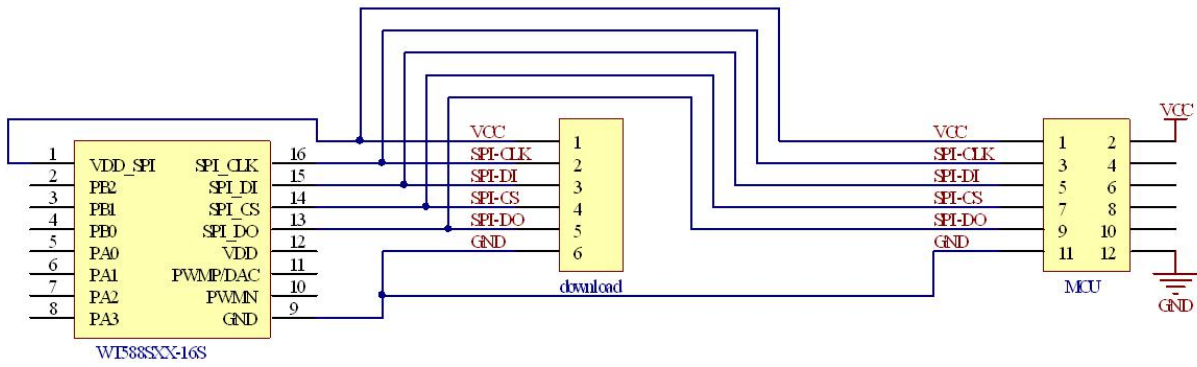 VCC
VCC
1
SPI-CLK
2
SPI-DI
3
SPI-CS
4
SPI-DO
5
GND
6
download
VCC
1
2
SPI-CLK
3
4
SPI-DI
5
6
SPI-CS
7
8
SPI-DO
9
10
GND
11
12
MCU
GND
1
VDD_SPI
SPI_CLK
16
2
PB2
SPI_DI
15
3
PB1
SPI_CS
14
4
PB0
SPI_DO
13
5
PA0
VDD
12
6
PA1
PWMP/DAC
11
7
PA2
PWMN
10
8
PA3
GND
9
WT588SXX-16S